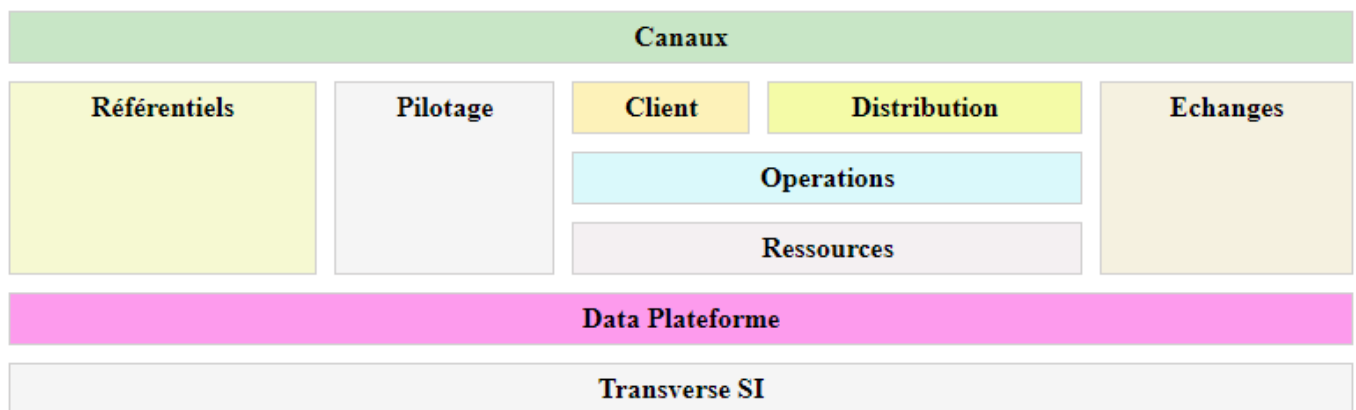 Canaux
Référentiels
Pilotage
Client
Distribution
Echanges
Operations
Ressources
Data Plateforme
Transverse SI